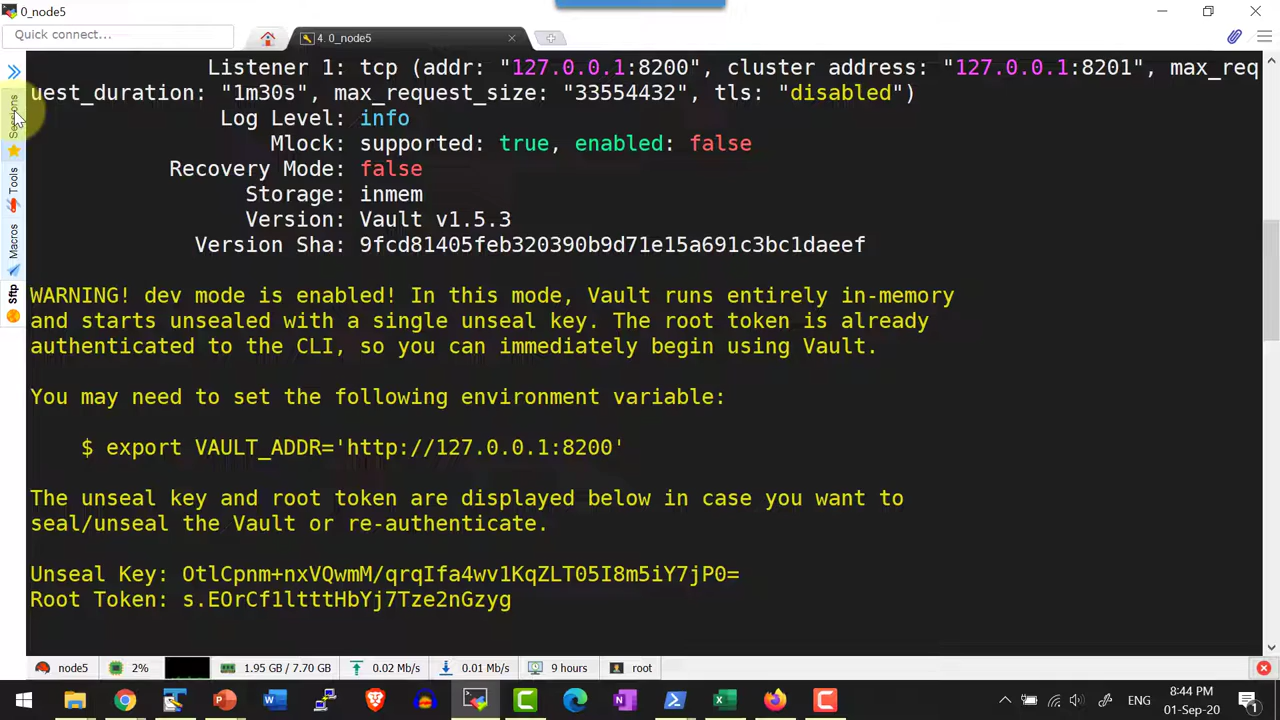 0_node5
Quick connect...
4. 0_node5
Sessions
Tools
Macros
Sftp
Listener 1: tcp (addr: "127.0.0.1:8200", cluster address: "127.0.0.1:8201", max_req
uest_duration: "1m30s", max_request_size: "33554432", tls: "disabled")
Log Level: info
Mlock: supported: true, enabled: false
Recovery Mode: false
Storage: inmem
Version: Vault v1.5.3
Version Sha: 9fcd81405feb320390b9d71e15a691c3bc1daeef
WARNING! dev mode is enabled! In this mode, Vault runs entirely in-memory
and starts unsealed with a single unseal key. The root token is already
authenticated to the CLI, so you can immediately begin using Vault.
You may need to set the following environment variable:
$ export VAULT_ADDR='http://127.0.0.1:8200'
The unseal key and root token are displayed below in case you want to
seal/unseal the Vault or re-authenticate.
Unseal Key: OtlCpnm+nxVQwmM/qrqIfa4wv1KqZLT05I8m5iY7jP0=
Root Token: s.EOrCf1ltttHbYj7Tze2nGzyg
node5 2% 1.95 GB / 7.70 GB 0.02 Mb/s 0.01 Mb/s 9 hours root
ENG
8:44 PM
01-Sep-20
1